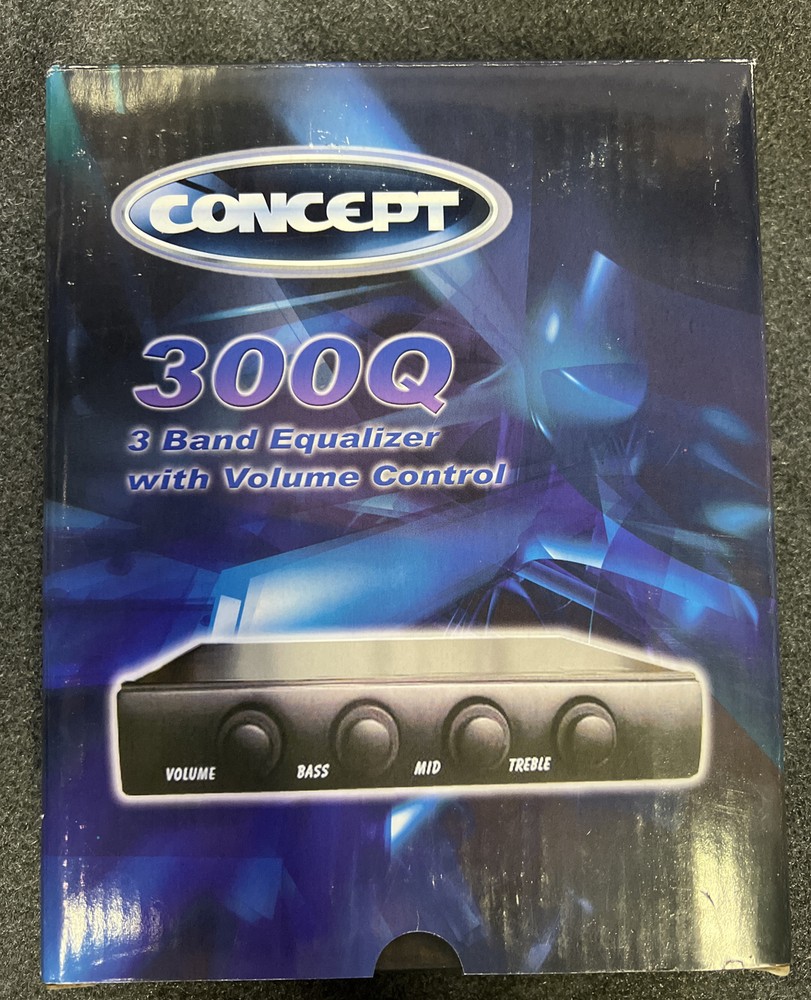 CONCEPT
300Q
3 Band Equalizer
with Volume Control
VOLUME BASS MID TREBLE